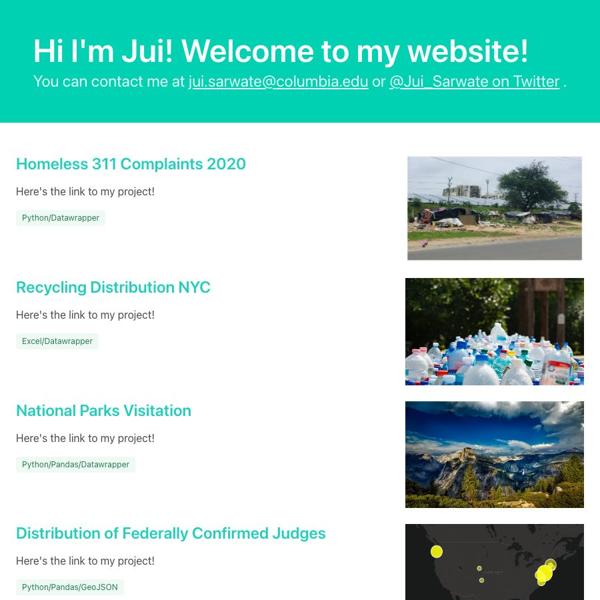 Hi I'm Jui! Welcome to my website!
You can contact me at jui.sarwate@columbia.edu or @Jui_Sarwate on Twitter .
Homeless 311 Complaints 2020
Here's the link to my project!
Python/Datawrapper
Recycling Distribution NYC
Here's the link to my project!
Excel/Datawrapper
National Parks Visitation
Here's the link to my project!
Python/Pandas/Datawrapper
Distribution of Federally Confirmed Judges
Here's the link to my project!
Python/Pandas/GeoJSON